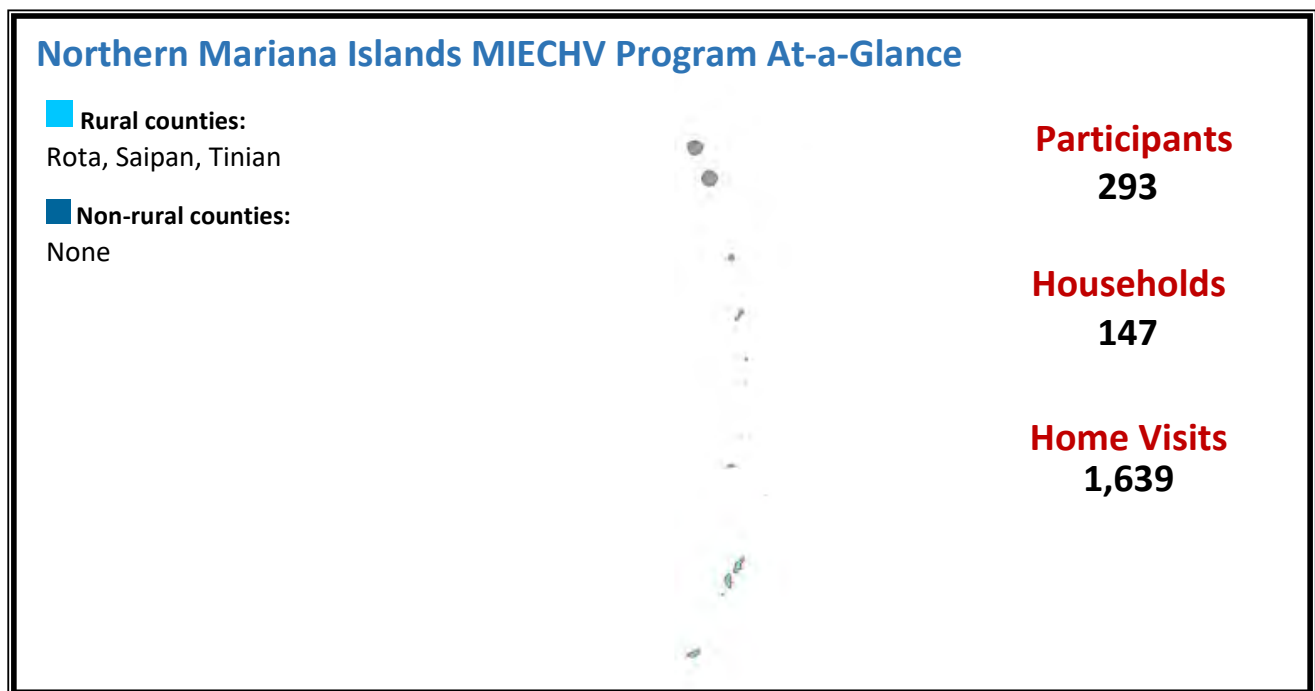 Northern Mariana Islands MIECHV Program At-a-Glance
Rural counties:
Rota, Saipan, Tinian
Non-rural counties:
None
Participants
293
Households
147
Home Visits
1,639